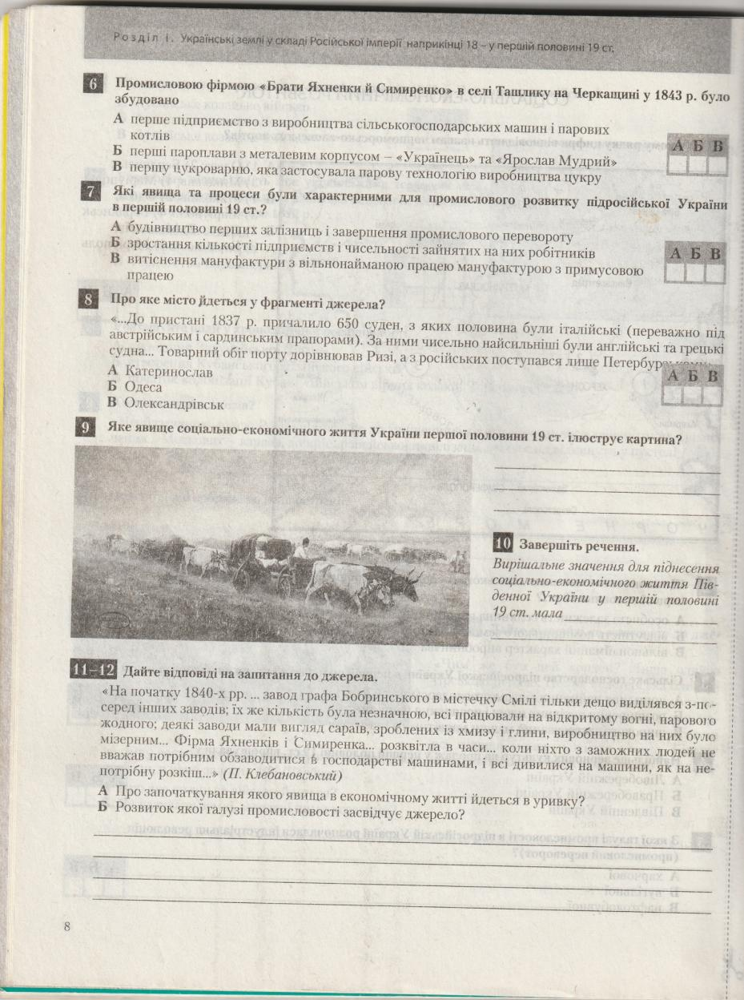 Розділ І. Українські землі у складі Російської імперії наприкінці 18 – у першій половині 19 ст.
6 Промисловою фірмою «Брати Яхненки й Симиренко» в селі Ташлику на Черкащині у 1843 р. було
збудовано
А перше підприємство з виробництва сільськогосподарських машин і парових
котлів
Б перші пароплави з металевим корпусом – «Українець» та «Ярослав Мудрий»
В першу цукроварню, яка застосувала парову технологію виробництва цукру
А Б В
7 Які явища та процеси були характерними для промислового розвитку підросійської України
в першій половині 19 ст.?
А будівництво перших залізниць і завершення промислового перевороту
Б зростання кількості підприємств і чисельності зайнятих на них робітників
В витіснення мануфактури з вільнонайманою працею мануфактурою з примусовою
працею
А Б В
8 Про яке місто йдеться у фрагменті джерела?
«...До пристані 1837 р. причалило 650 суден, з яких половина були італійські (переважно під
австрійським і сардинським прапорами). За ними чисельно найсильніші були англійські та грецькі
судна... Товарний обіг порту дорівнював Ризі, а з російських поступався лише
А Катеринослав
Б Одеса
В Олександрівськ
А Б В
9 Яке явище соціально-економічного життя України першої половини 19 ст. ілюструє картина?
10 Завершіть речення.
Вирішальне значення для піднесення
соціально-економічного життя Пів-
денної України у першій половині
19 ст. мала
11–12 Дайте відповіді на запитання до джерела.
«На початку 1840-х рр. ... завод графа Бобринського в містечку Смілі тільки дещо виділявся з-по-
серед інших заводів; їх же кількість була незначною, всі працювали на відкритому вогні, парового
жодного; деякі заводи мали вигляд сараїв, зроблених із хмизу і глини, виробництво на них було
мізерним... Фірма Яхненків і Симиренка... розквітла в часи... коли ніхто з заможних людей не
вважав потрібним обзаводитися в господарстві машинами, і всі дивилися на машини, як на не-
потрібну розкіш...» (П. Клебановський)
А Про започаткування якого явища в економічному житті йдеться в уривку?
Б Розвиток якої галузі промисловості засвідчує джерело?
8